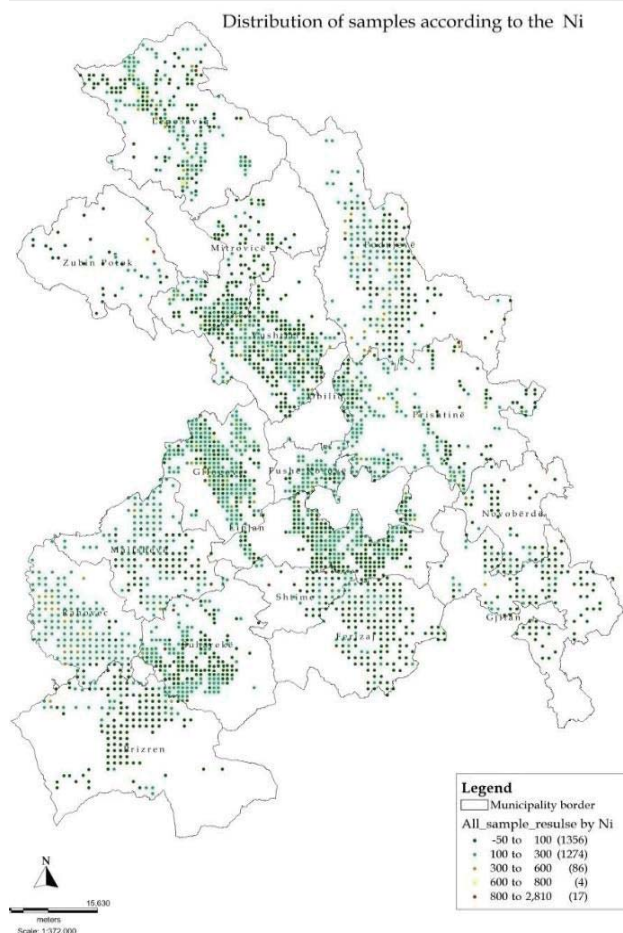 Distribution of samples according to the Ni
Mitrovicë
Zubin Potok
Obiliq
Prishtinë
Fushë Kosovë
Novobërdë
Shtime
Gjilan
Ferizaj
Prizren
Legend
Municipality border
All_sample_resulse by Ni
-50 to 100 (1356)
100 to 300 (1274)
300 to 600 (86)
600 to 800 (4)
800 to 2,810 (17)
N
15,630
meters
Scale: 1:372,000